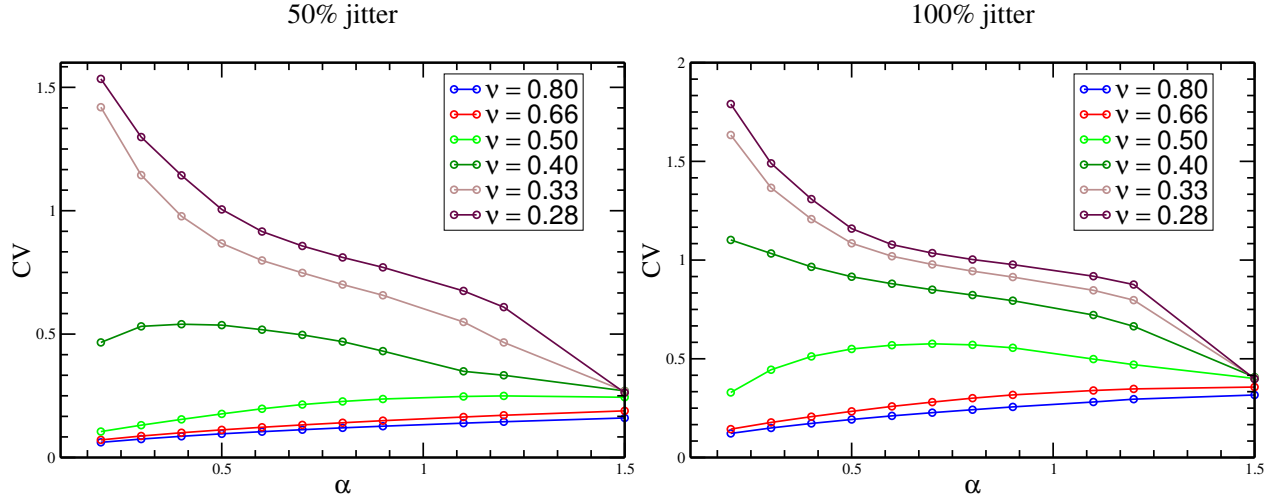 50% jitter
100% jitter
CV
1.5
1
0.5
0
0.5
1
1.5
α
ν = 0.80
ν = 0.66
ν = 0.50
ν = 0.40
ν = 0.33
ν = 0.28
CV
2
1.5
1
0.5
0
0.5
1
1.5
α
ν = 0.80
ν = 0.66
ν = 0.50
ν = 0.40
ν = 0.33
ν = 0.28